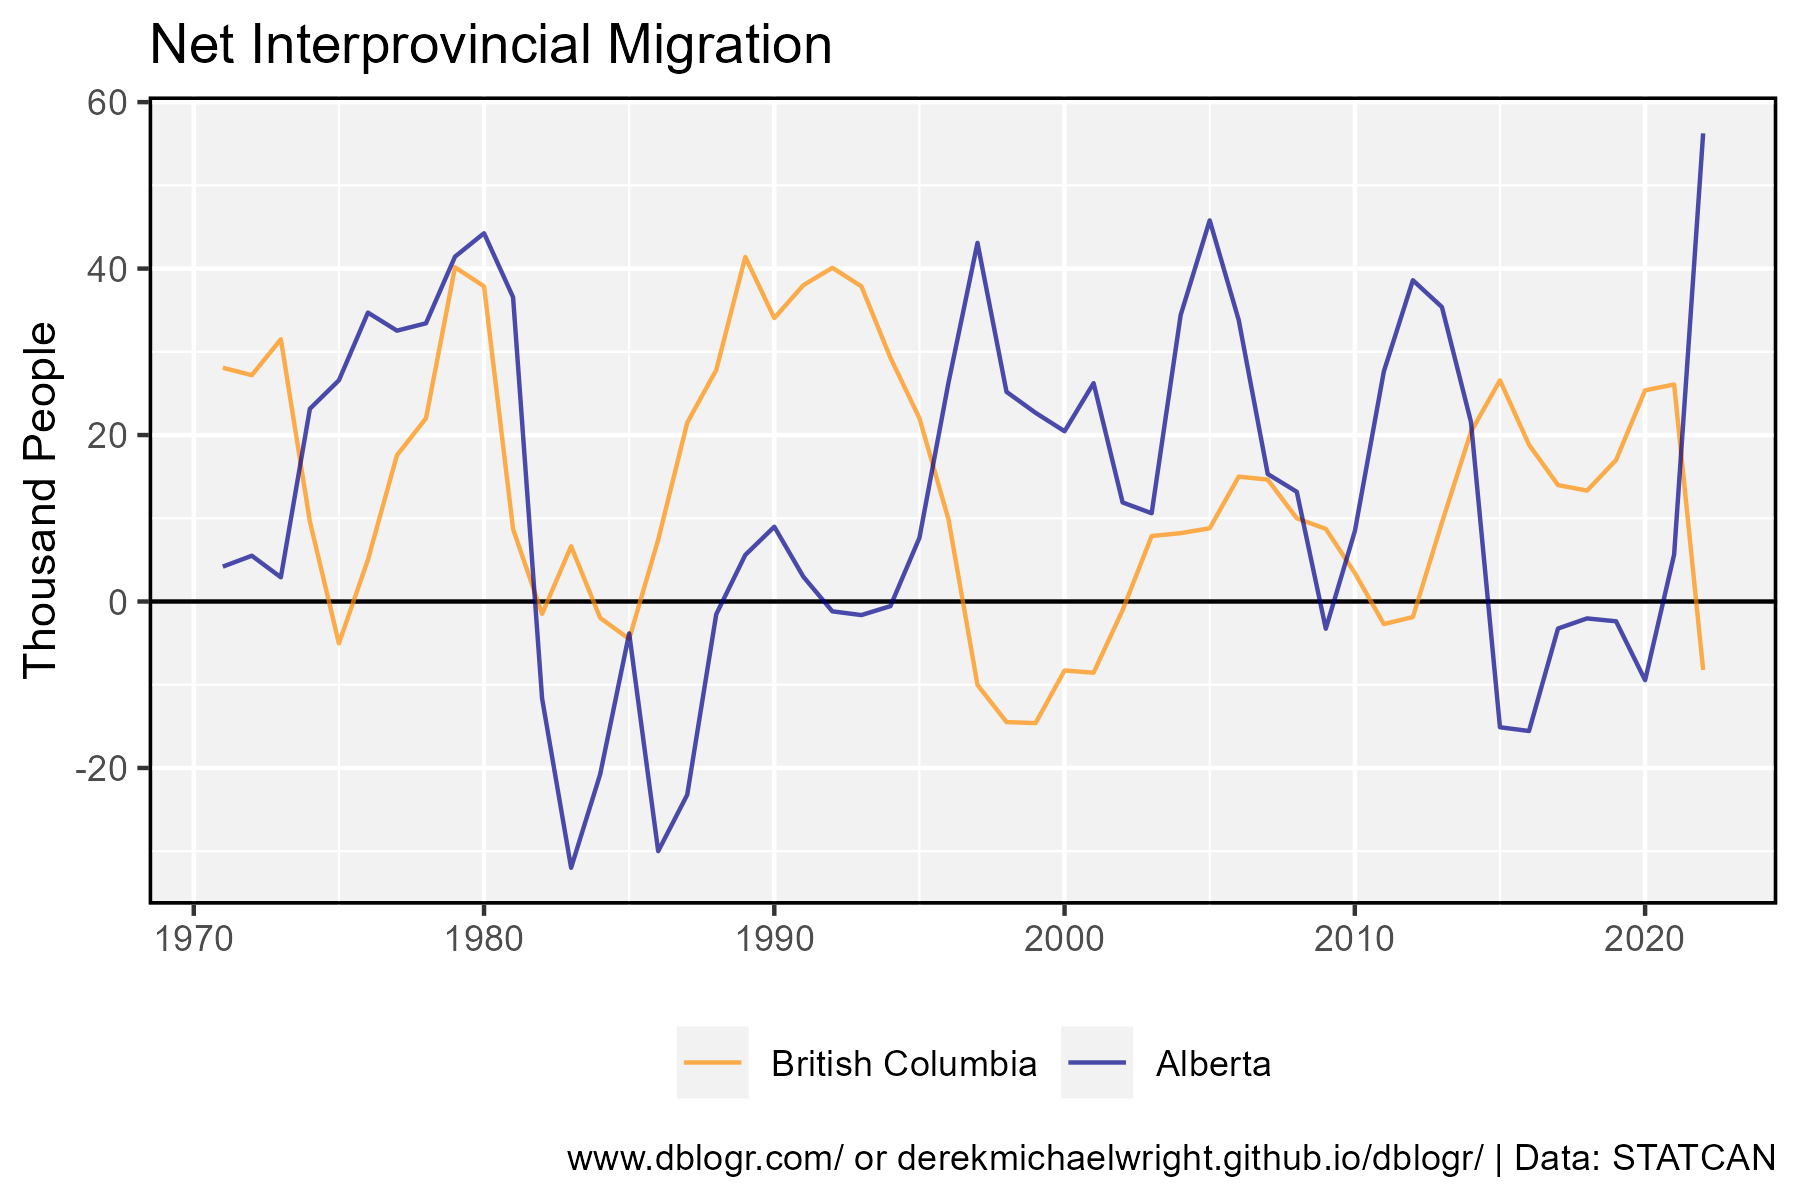 Net Interprovincial Migration
Thousand People
60
40
20
0
-20
1970 1980 1990 2000 2010 2020
British Columbia Alberta
www.dblogr.com/ or derekmichaelwright.github.io/dblogr/ | Data: STATCAN